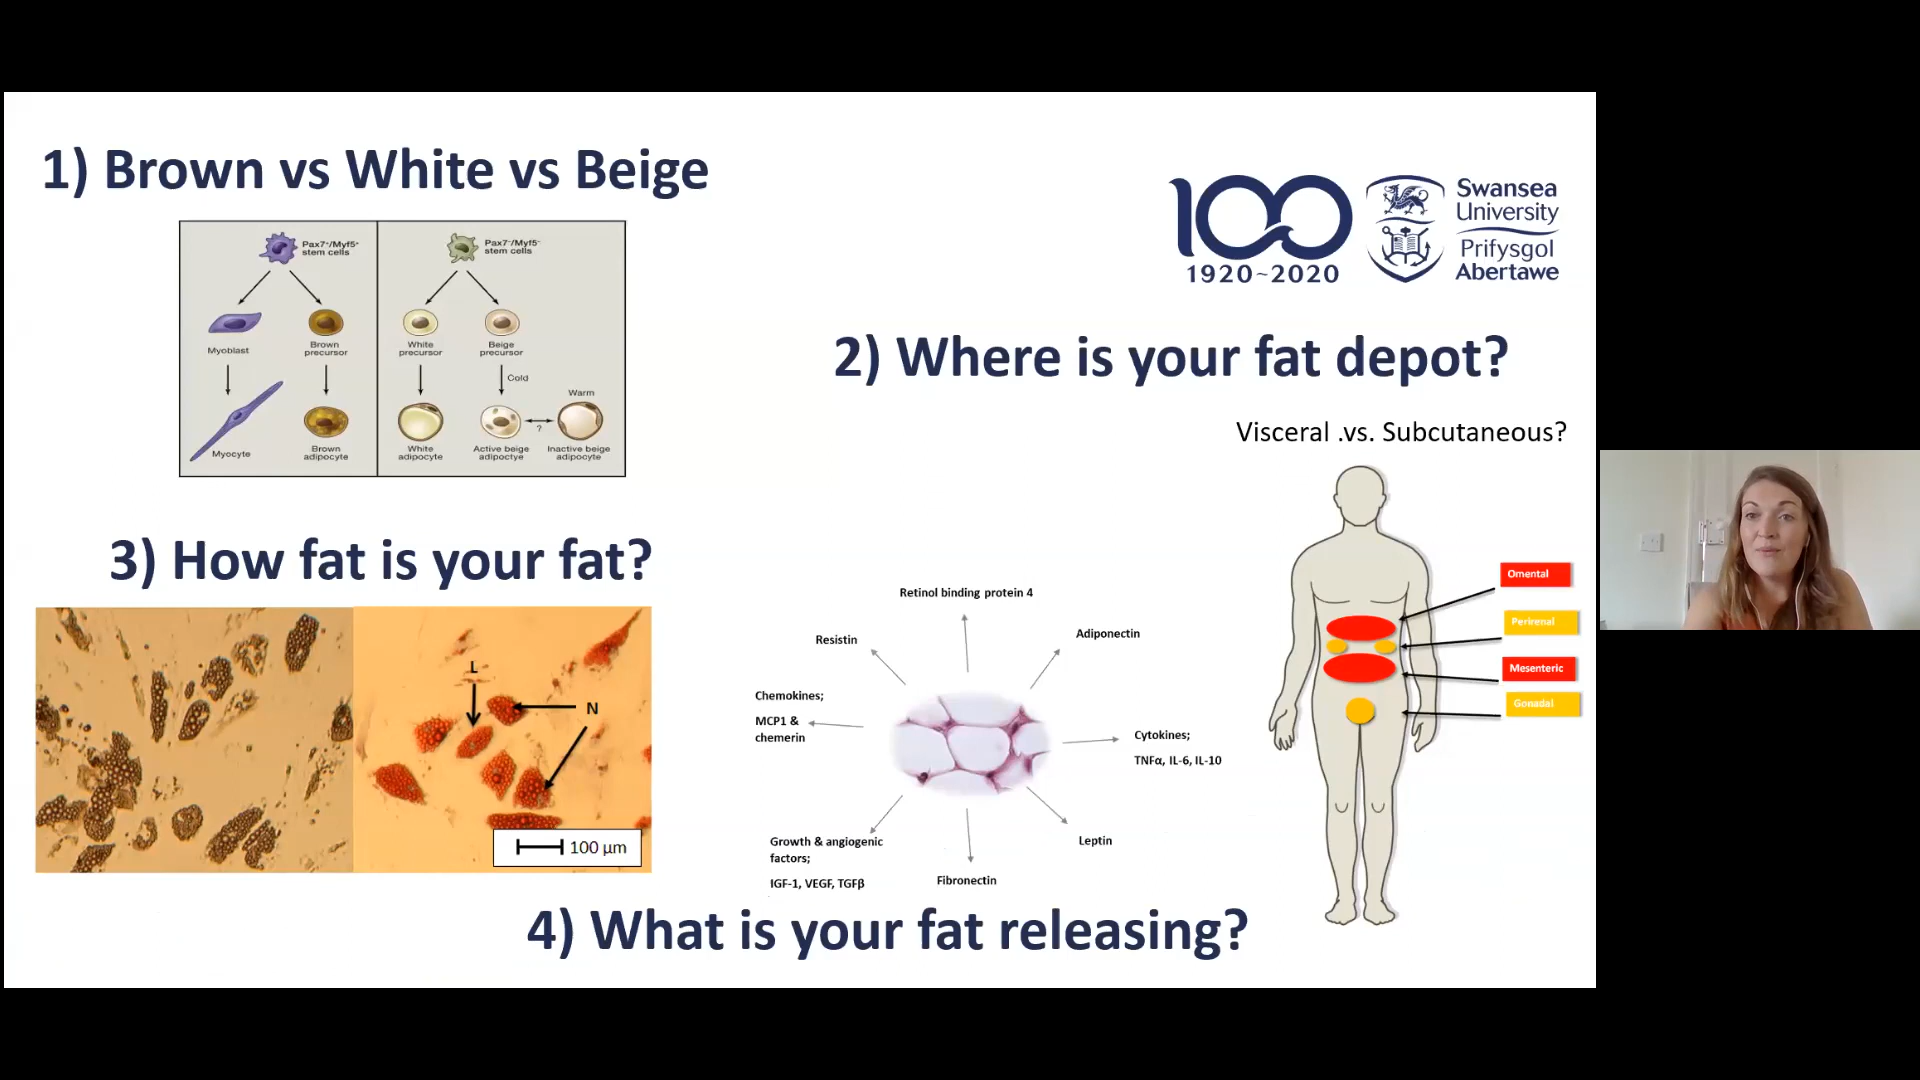 1) Brown vs White vs Beige
Pax7⁺/Myf5⁺
stem cells
Pax7⁻/Myf5⁻
stem cells
Myoblast
Brown
precursor
White
precursor
Beige
precursor
Cold
Warm
?
Myocyte
Brown
adipocyte
White
adipocyte
Active beige
adipoctye
Inactive beige
adipocyte
100
1920~2020
Swansea
University
Prifysgol
Abertawe
2) Where is your fat depot?
Visceral .vs. Subcutaneous?
Omental
Perirenal
Mesenteric
Gonadal
3) How fat is your fat?
L
N
100 µm
Retinol binding protein 4
Resistin
Adiponectin
Chemokines;
MCP1 &
chemerin
Cytokines;
TNFα, IL-6, IL-10
Growth & angiogenic
factors;
IGF-1, VEGF, TGFβ
Fibronectin
Leptin
4) What is your fat releasing?